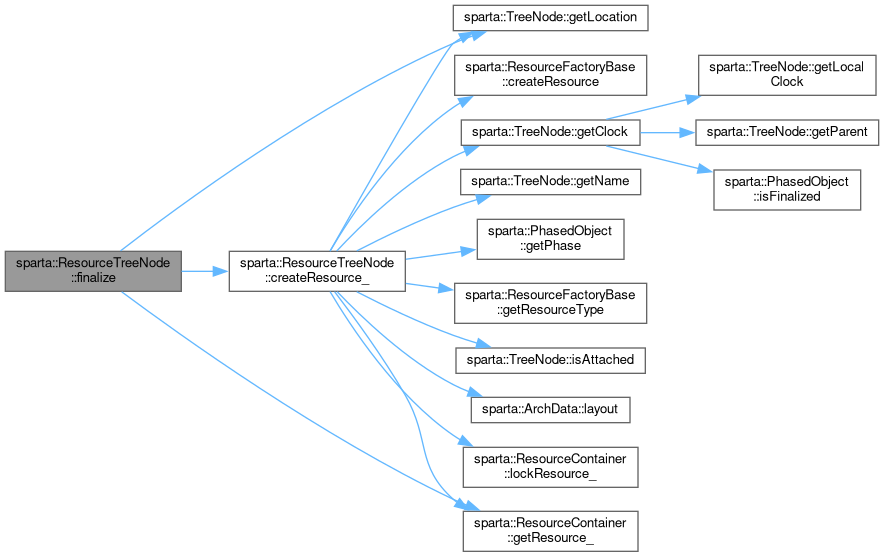 sparta::ResourceTreeNode
::finalize
sparta::ResourceTreeNode
::createResource_
sparta::TreeNode::getLocation
sparta::ResourceFactoryBase
::createResource
sparta::TreeNode::getClock
sparta::TreeNode::getName
sparta::PhasedObject
::getPhase
sparta::ResourceFactoryBase
::getResourceType
sparta::TreeNode::isAttached
sparta::ArchData::layout
sparta::ResourceContainer
::lockResource_
sparta::ResourceContainer
::getResource_
sparta::TreeNode::getLocal
Clock
sparta::TreeNode::getParent
sparta::PhasedObject
::isFinalized